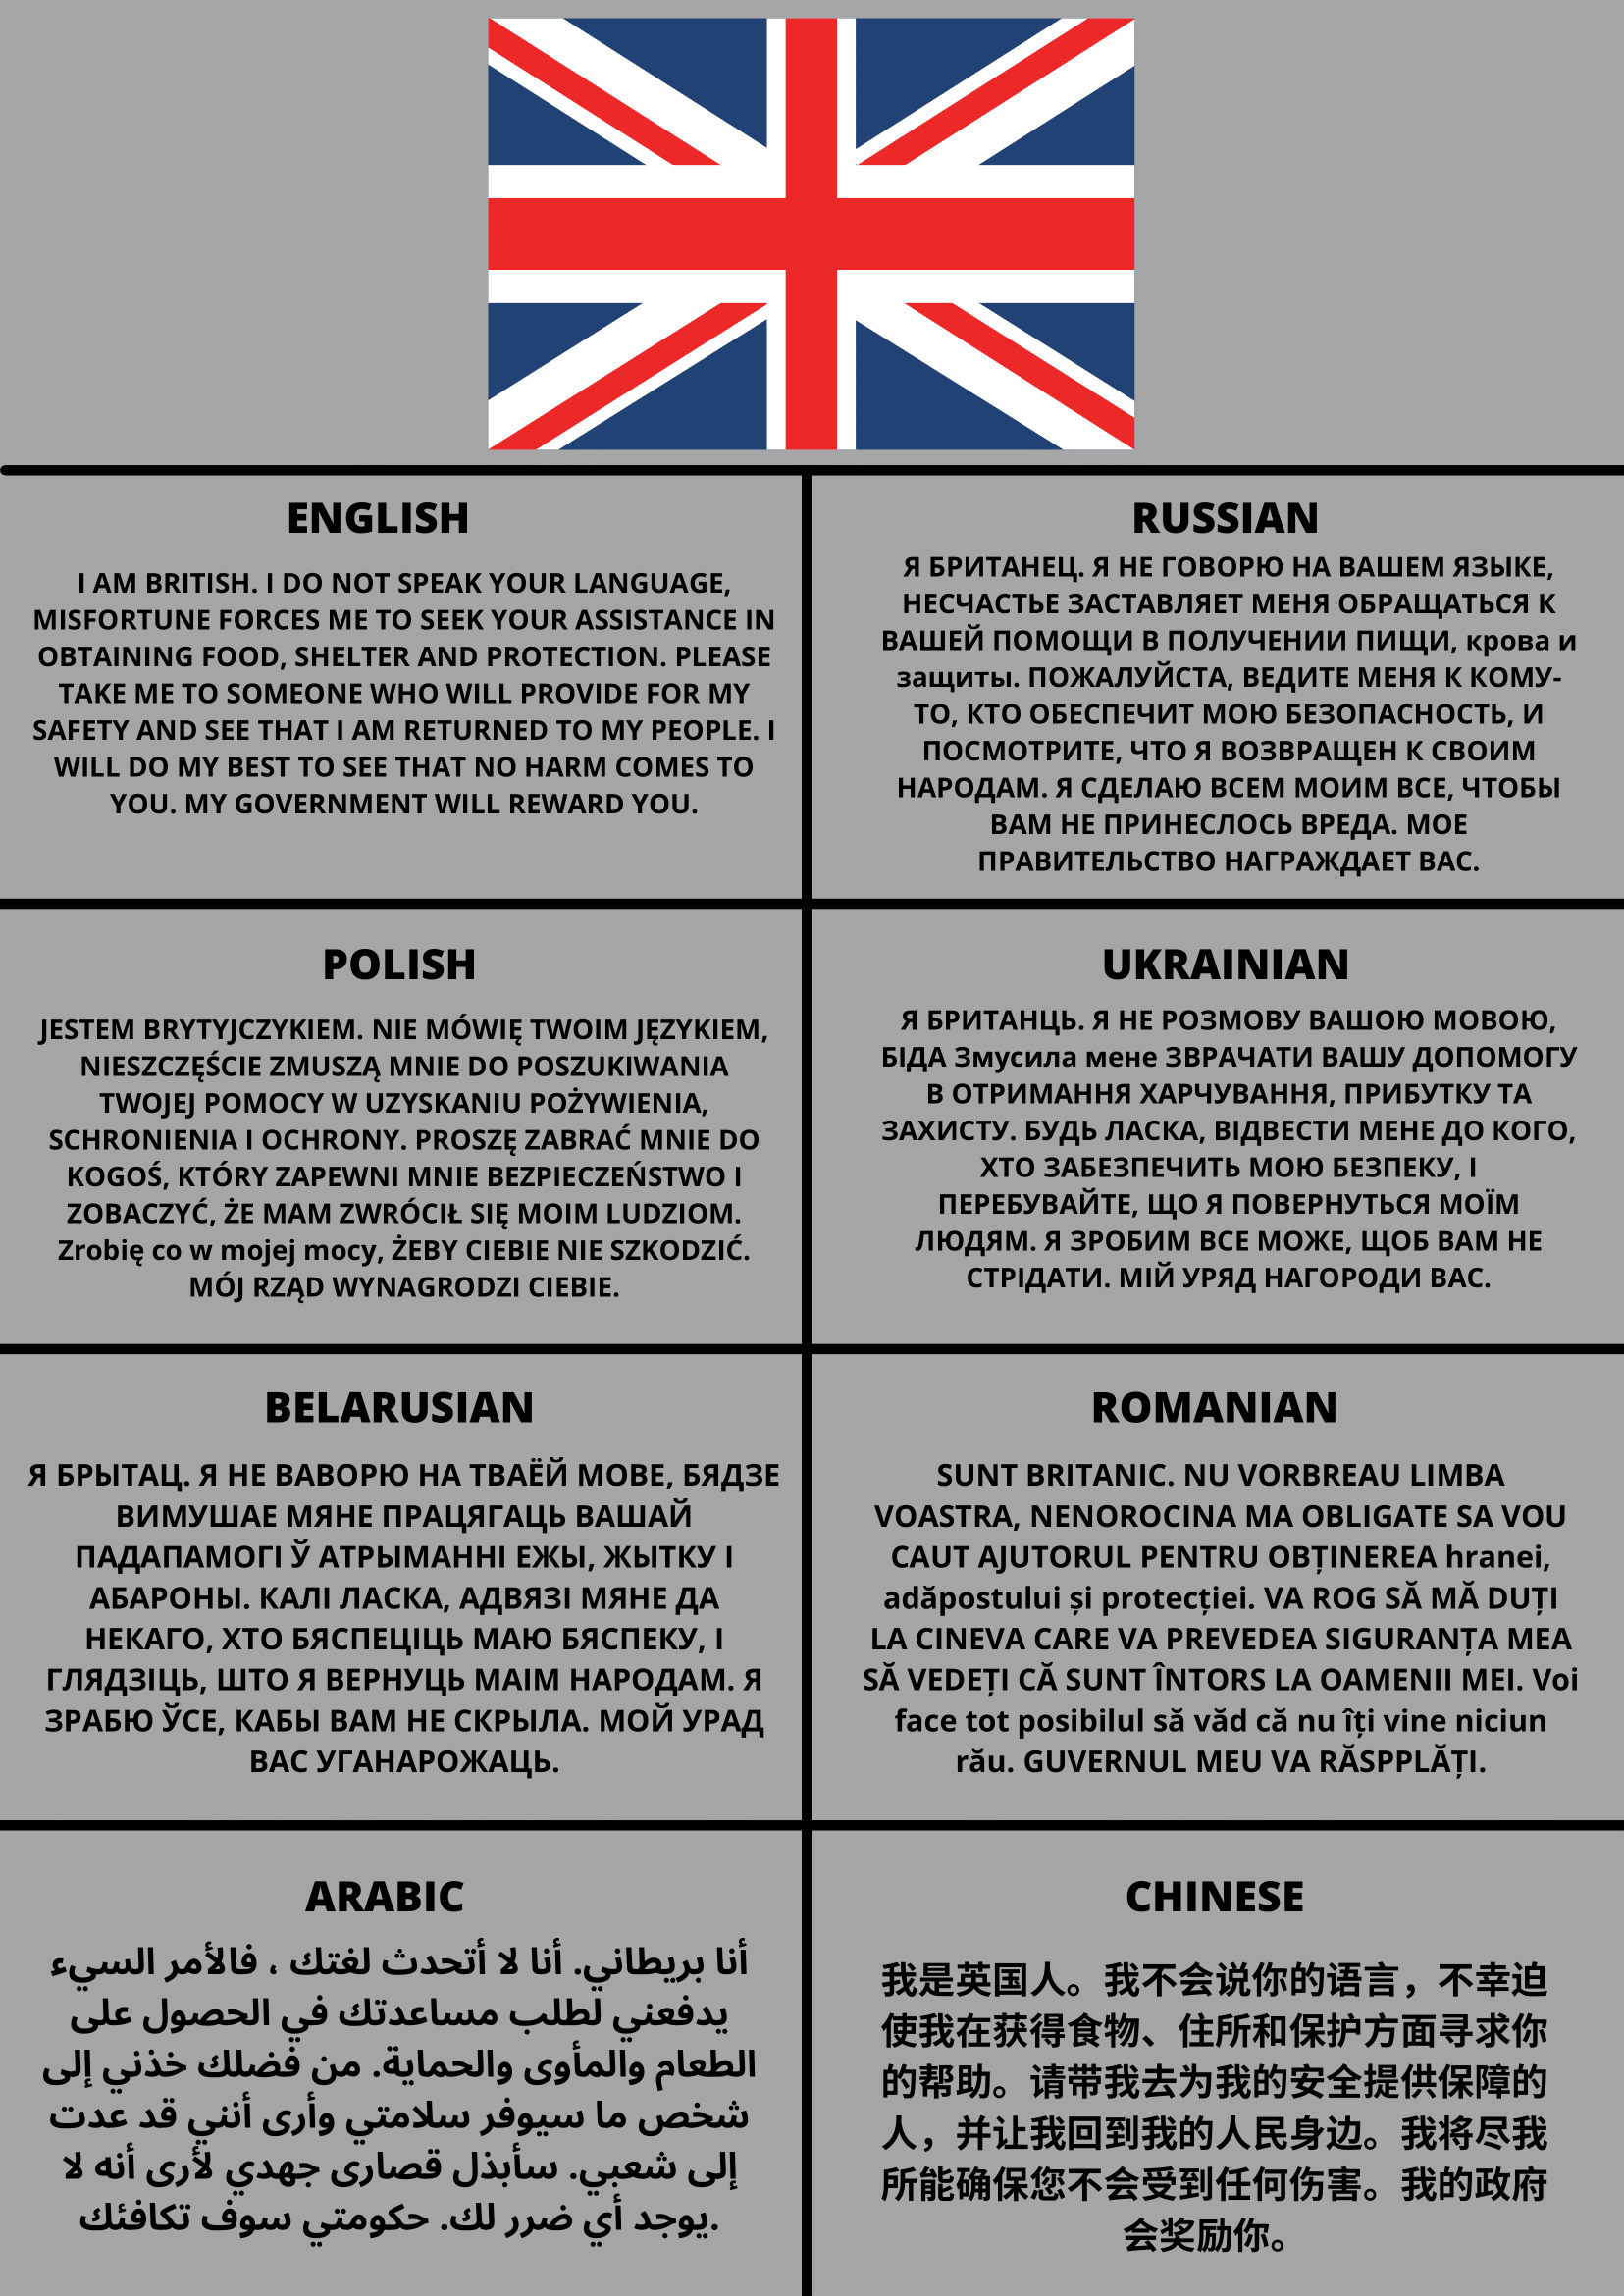 ENGLISH
I AM BRITISH. I DO NOT SPEAK YOUR LANGUAGE,
MISFORTUNE FORCES ME TO SEEK YOUR ASSISTANCE IN
OBTAINING FOOD, SHELTER AND PROTECTION. PLEASE
TAKE ME TO SOMEONE WHO WILL PROVIDE FOR MY
SAFETY AND SEE THAT I AM RETURNED TO MY PEOPLE. I
WILL DO MY BEST TO SEE THAT NO HARM COMES TO
YOU. MY GOVERNMENT WILL REWARD YOU.
RUSSIAN
Я БРИТАНЕЦ. Я НЕ ГОВОРЮ НА ВАШЕМ ЯЗЫКЕ,
НЕСЧАСТЬЕ ЗАСТАВЛЯЕТ МЕНЯ ОБРАЩАТЬСЯ К
ВАШЕЙ ПОМОЩИ В ПОЛУЧЕНИИ ПИЩИ, крова и
защиты. ПОЖАЛУЙСТА, ВЕДИТЕ МЕНЯ К КОМУ-
ТО, КТО ОБЕСПЕЧИТ МОЮ БЕЗОПАСНОСТЬ, И
ПОСМОТРИТЕ, ЧТО Я ВОЗВРАЩЕН К СВОИМ
НАРОДАМ. Я СДЕЛАЮ ВСЕМ МОИМ ВСЕ, ЧТОБЫ
ВАМ НЕ ПРИНЕСЛОСЬ ВРЕДА. МОЕ
ПРАВИТЕЛЬСТВО НАГРАЖДАЕТ ВАС.
POLISH
JESTEM BRYTYJCZYKIEM. NIE MÓWIĘ TWOIM JĘZYKIEM,
NIESZCZĘŚCIE ZMUSZĄ MNIE DO POSZUKIWANIA
TWOJEJ POMOCY W UZYSKANIU POŻYWIENIA,
SCHRONIENIA I OCHRONY. PROSZĘ ZABRAĆ MNIE DO
KOGOŚ, KTÓRY ZAPEWNI MNIE BEZPIECZEŃSTWO I
ZOBACZYĆ, ŻE MAM ZWRÓCIŁ SIĘ MOIM LUDZIOM.
Zrobię co w mojej mocy, ŻEBY CIEBIE NIE SZKODZIĆ.
MÓJ RZĄD WYNAGRODZI CIEBIE.
UKRAINIAN
Я БРИТАНЦЬ. Я НЕ РОЗМОВУ ВАШОЮ МОВОЮ,
БІДА Змусила мене ЗВРАЧАТИ ВАШУ ДОПОМОГУ
В ОТРИМАННЯ ХАРЧУВАННЯ, ПРИБУТКУ ТА
ЗАХИСТУ. БУДЬ ЛАСКА, ВІДВЕСТИ МЕНЕ ДО КОГО,
ХТО ЗАБЕЗПЕЧИТЬ МОЮ БЕЗПЕКУ, І
ПЕРЕБУВАЙТЕ, ЩО Я ПОВЕРНУТЬСЯ МОЇМ
ЛЮДЯМ. Я ЗРОБИМ ВСЕ МОЖЕ, ЩОБ ВАМ НЕ
СТРІДАТИ. МІЙ УРЯД НАГОРОДИ ВАС.
BELARUSIAN
Я БРЫТАЦ. Я НЕ ВАВОРЮ НА ТВАЁЙ МОВЕ, БЯДЗЕ
ВИМУШАЕ МЯНЕ ПРАЦЯГАЦЬ ВАШАЙ
ПАДАПАМОГІ Ў АТРЫМАННІ ЕЖЫ, ЖЫТКУ І
АБАРОНЫ. КАЛІ ЛАСКА, АДВЯЗІ МЯНЕ ДА
НЕКАГО, ХТО БЯСПЕЦІЦЬ МАЮ БЯСПЕКУ, І
ГЛЯДЗІЦЬ, ШТО Я ВЕРНУЦЬ МАІМ НАРОДАМ. Я
ЗРАБЮ ЎСЕ, КАБЫ ВАМ НЕ СКРЫЛА. МОЙ УРАД
ВАС УГАНАРОЖАЦЬ.
ROMANIAN
SUNT BRITANIC. NU VORBREAU LIMBA
VOASTRA, NENOROCINA MA OBLIGATE SA VOU
CAUT AJUTORUL PENTRU OBȚINEREA hranei,
adăpostului și protecției. VA ROG SĂ MĂ DUȚI
LA CINEVA CARE VA PREVEDEA SIGURANȚA MEA
SĂ VEDEȚI CĂ SUNT ÎNTORS LA OAMENII MEI. Voi
face tot posibilul să văd că nu îți vine niciun
rău. GUVERNUL MEU VA RĂSPPLĂȚI.
ARABIC
أنا بريطاني. أنا لا أتحدث لغتك ، فالأمر السيء
يدفعني لطلب مساعدتك في الحصول على
الطعام والمأوى والحماية. من فضلك خذني إلى
شخص ما سيوفر سلامتي وأرى أنني قد عدت
إلى شعبي. سأبذل قصارى جهدي لأرى أنه لا
يوجد أي ضرر لك. حكومتي سوف تكافئك.
CHINESE
我是英国人。我不会说你的语言，不幸迫
使我在获得食物、住所和保护方面寻求你
的帮助。请带我去为我的安全提供保障的
人，并让我回到我的人民身边。我将尽我
所能确保您不会受到任何伤害。我的政府
会奖励你。